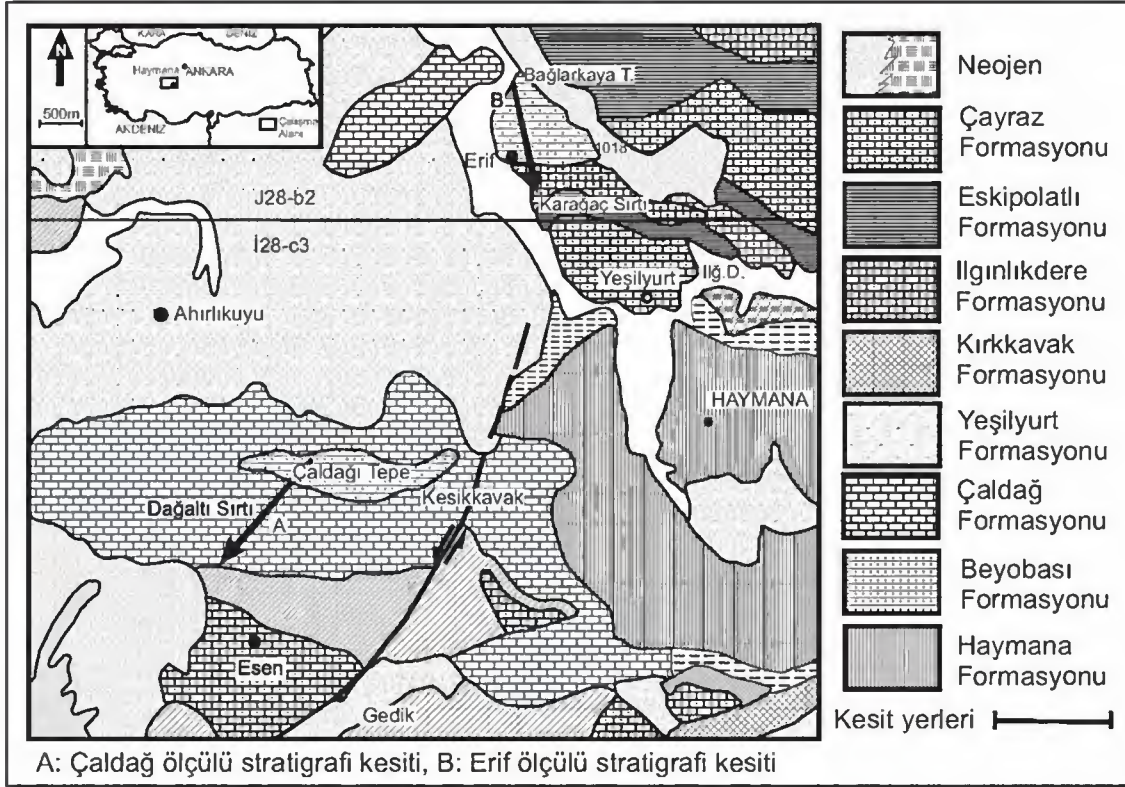 KARA DENİZ
N
Haymana ANKARA
500m
AKDENİZ
Çalışma
Alanı
Bağlarkaya T.
B
Erif
1018
Karağaç Sırtı
J28-b2
İ28-c3
Yeşilyurt
Ilğ.D.
Ahırlıkuyu
HAYMANA
Çaldağı Tepe
Kesikkavak
Dağaltı Sırtı
A
Esen
Gedik
Neojen
Çayraz
Formasyonu
Eskipolatlı
Formasyonu
Ilgınlıkdere
Formasyonu
Kırkkavak
Formasyonu
Yeşilyurt
Formasyonu
Çaldağ
Formasyonu
Beyobası
Formasyonu
Haymana
Formasyonu
Kesit yerleri
A: Çaldağ ölçülü stratigrafi kesiti, B: Erif ölçülü stratigrafi kesiti